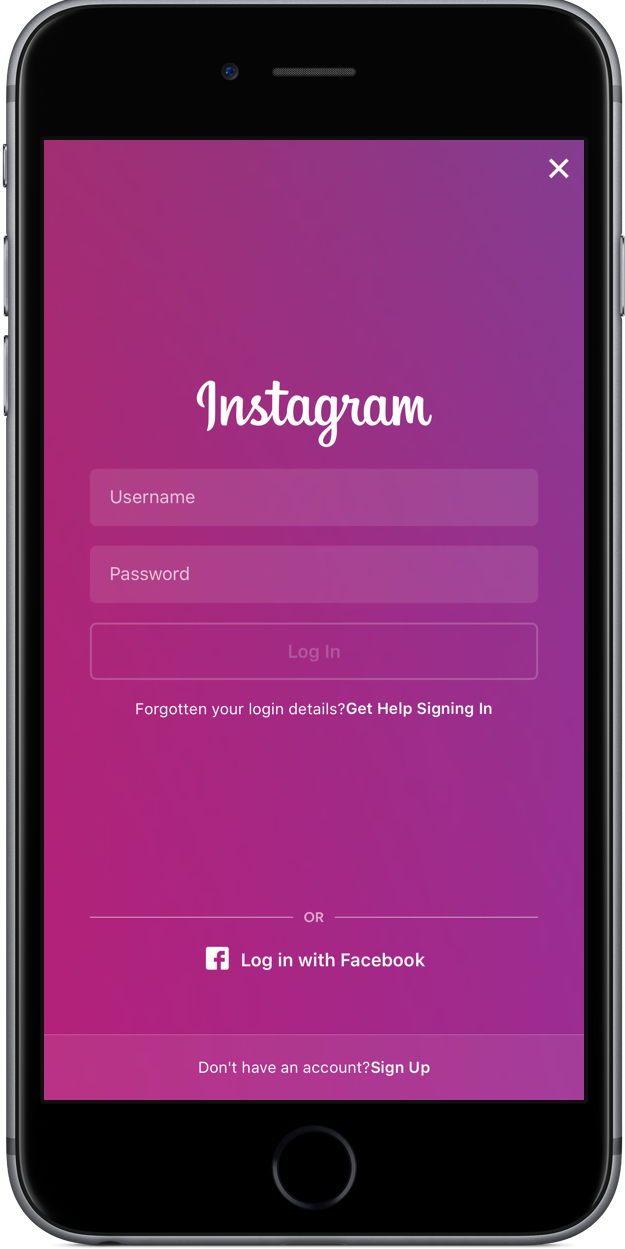 Instagram
Username
Password
Log In
Forgotten your login details?Get Help Signing In
OR
Log in with Facebook
Don't have an account?Sign Up